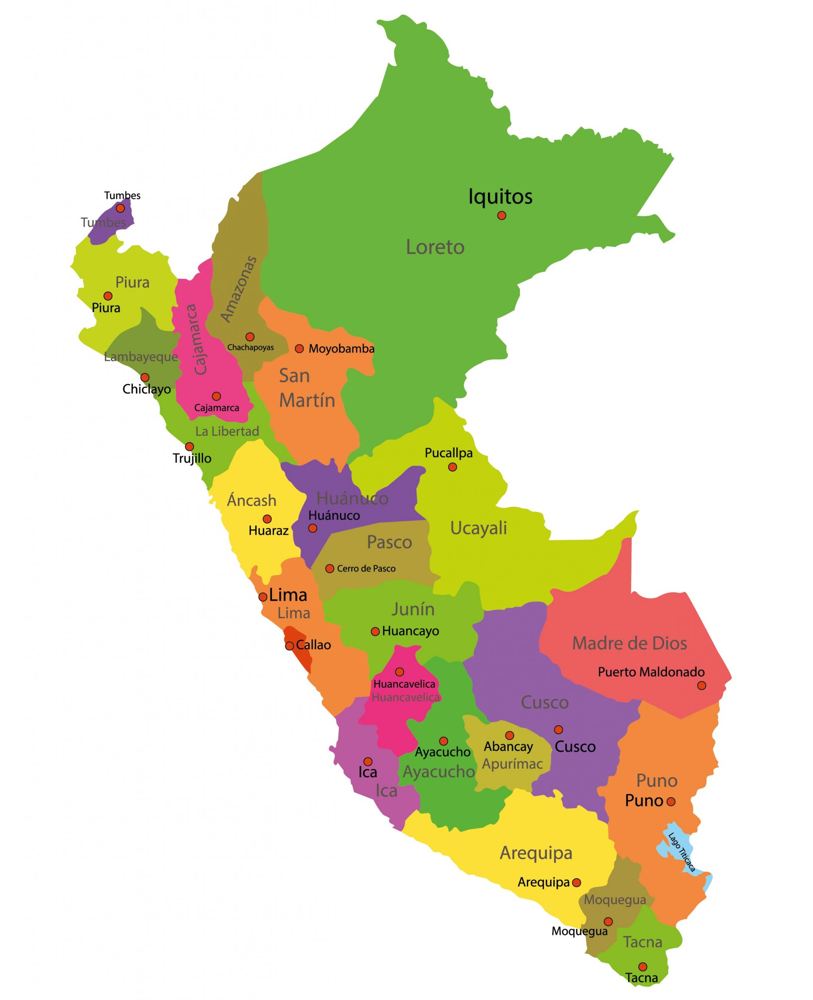 Iquitos
Loreto
Tumbes
Tumbes
Piura
Piura
Amazonas
Cajamarca
Chachapoyas
Moyobamba
Lambayeque
Chiclayo
San
Martín
Cajamarca
La Libertad
Trujillo
Pucallpa
Áncash
Huaraz
Huánuco
Huánuco
Ucayali
Pasco
Cerro de Pasco
Lima
Lima
Junín
Huancayo
Callao
Madre de Dios
Puerto Maldonado
Huancavelica
Huancavelica
Cusco
Cusco
Abancay
Apurímac
Ayacucho
Ayacucho
Ica
Ica
Puno
Puno
Lago Titicaca
Arequipa
Arequipa
Moquegua
Moquegua
Tacna
Tacna